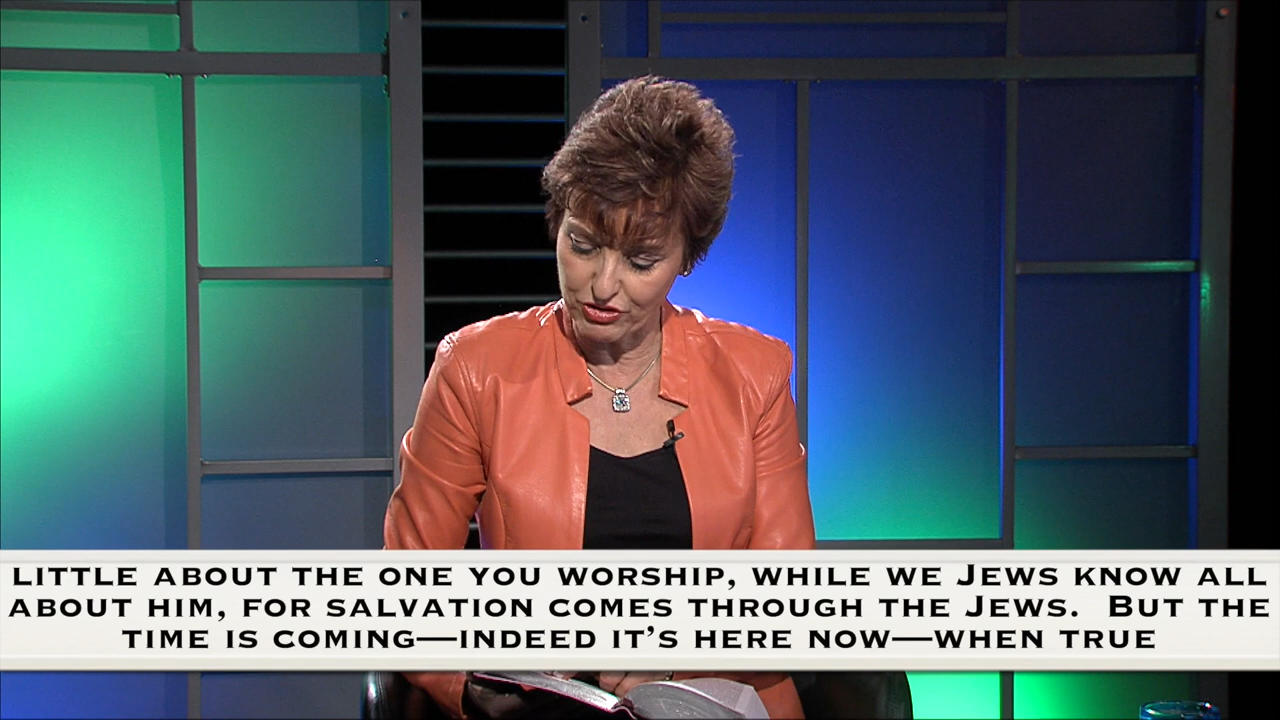 LITTLE ABOUT THE ONE YOU WORSHIP, WHILE WE JEWS KNOW ALL
ABOUT HIM, FOR SALVATION COMES THROUGH THE JEWS. BUT THE
TIME IS COMING—INDEED IT'S HERE NOW—WHEN TRUE